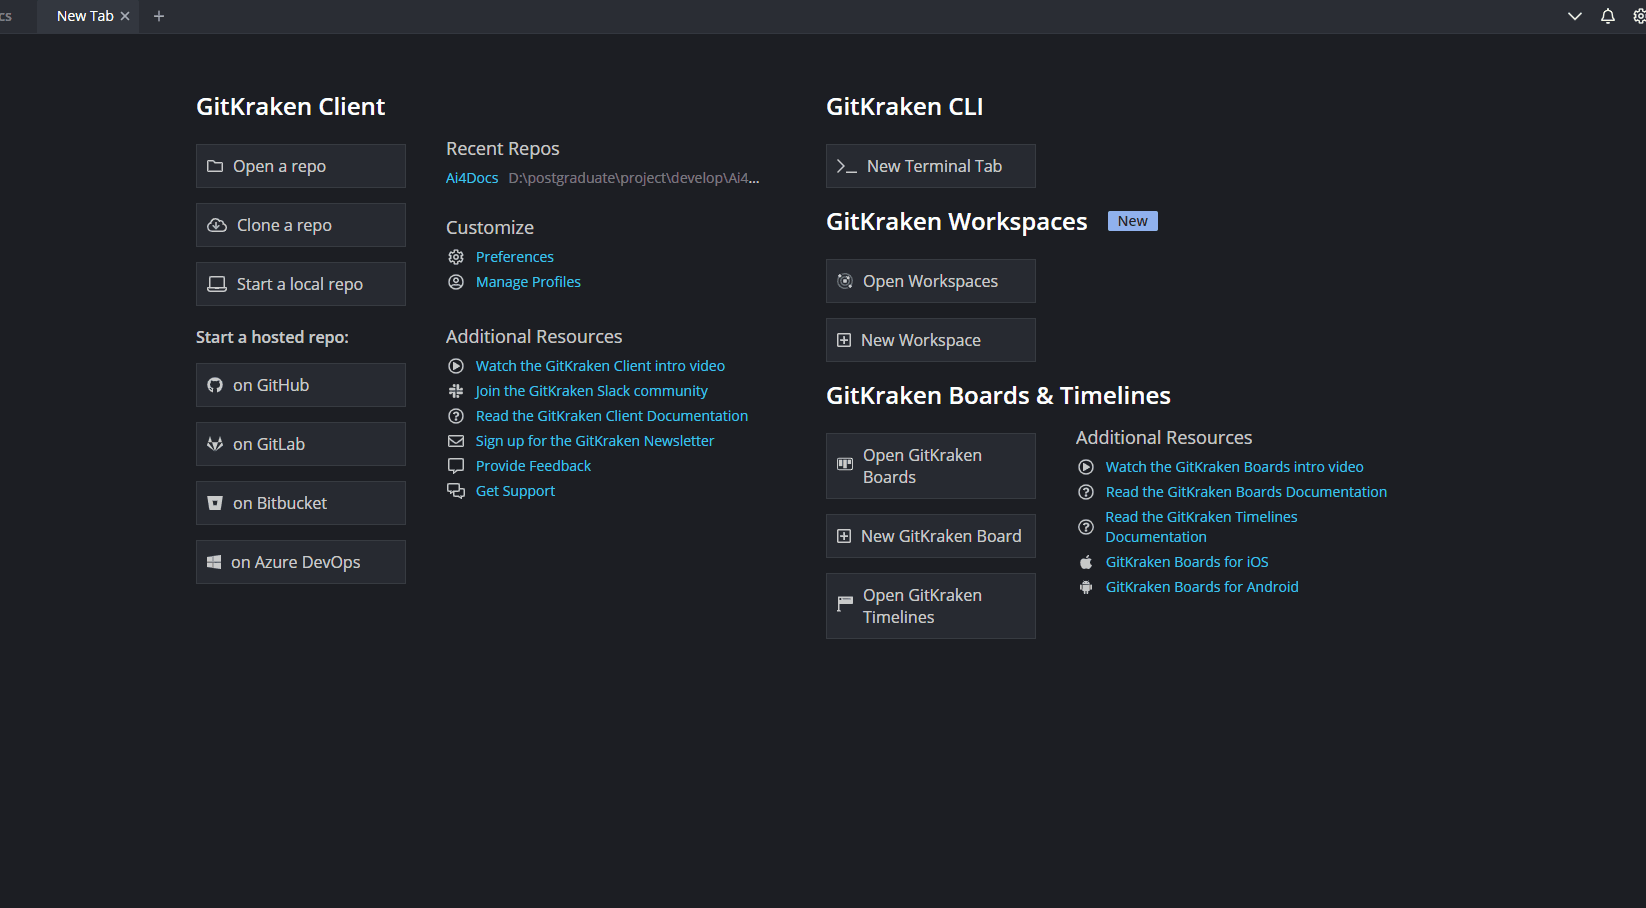 cs
New Tab
GitKraken Client
Open a repo
Clone a repo
Start a local repo
Start a hosted repo:
on GitHub
on GitLab
on Bitbucket
on Azure DevOps
Recent Repos
Ai4Docs D:\postgraduate\project\develop\Ai4...
Customize
Preferences
Manage Profiles
Additional Resources
Watch the GitKraken Client intro video
Join the GitKraken Slack community
Read the GitKraken Client Documentation
Sign up for the GitKraken Newsletter
Provide Feedback
Get Support
GitKraken CLI
New Terminal Tab
GitKraken Workspaces New
Open Workspaces
New Workspace
GitKraken Boards & Timelines
Open GitKraken
Boards
New GitKraken Board
Open GitKraken
Timelines
Additional Resources
Watch the GitKraken Boards intro video
Read the GitKraken Boards Documentation
Read the GitKraken Timelines
Documentation
GitKraken Boards for iOS
GitKraken Boards for Android